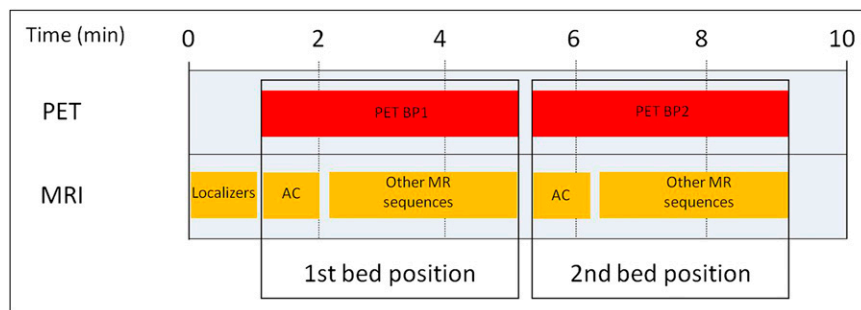 Time (min)
0 2 4 6 8 10
PET
PET BP1 PET BP2
MRI
Localizers AC Other MR AC Other MR
sequences sequences
1st bed position 2nd bed position